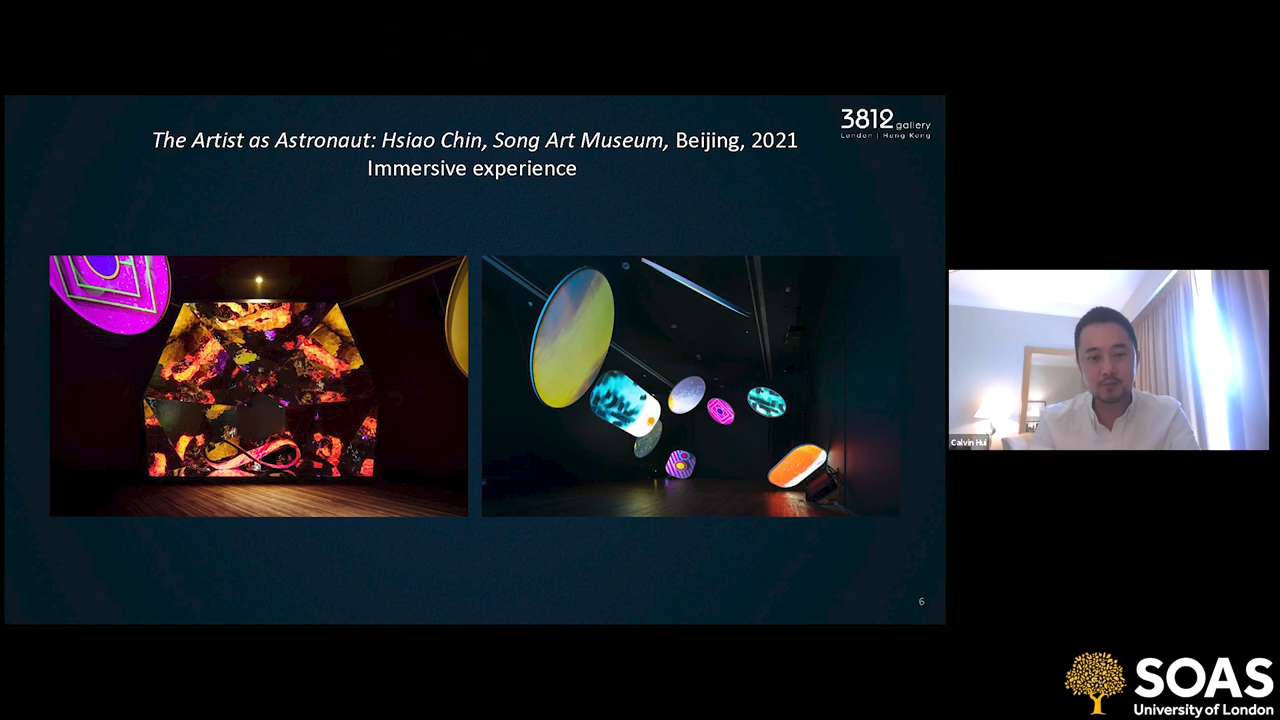 The Artist as Astronaut: Hsiao Chin, Song Art Museum, Beijing, 2021
Immersive experience
3812 gallery
London | Hong Kong
Calvin Hui
6
SOAS
University of London